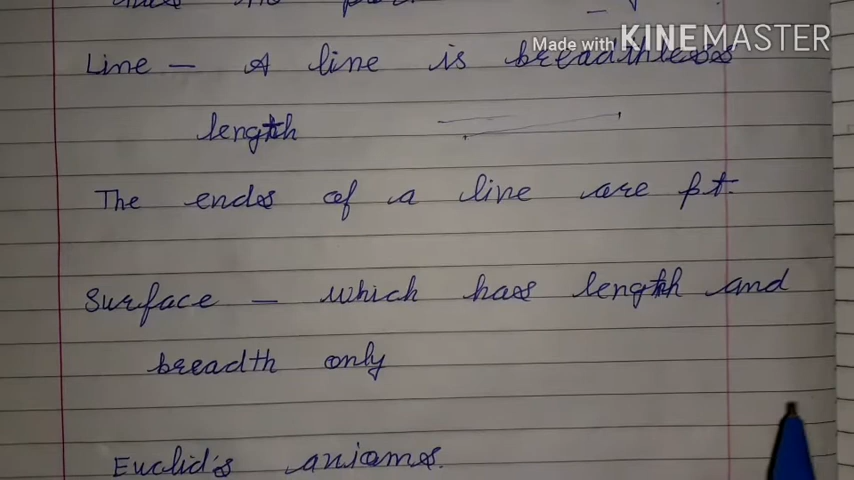 Made with KINEMASTER
Line - A line is breadthless
length
The ends of a line are pt.
Surface - which has length and
breadth only
Euclid's axioms.